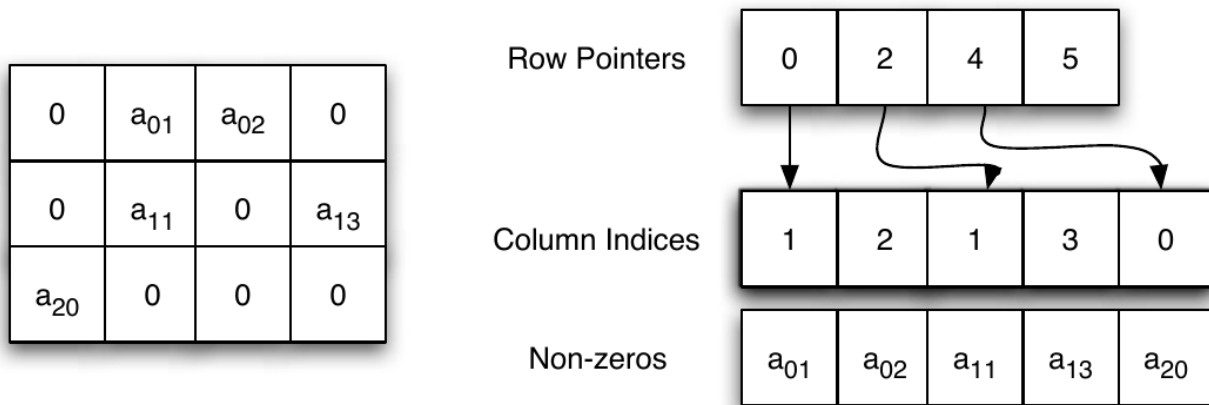 0 a01 a02 0
0 a11 0 a13
a20 0 0 0
Row Pointers 0 2 4 5
Column Indices 1 2 1 3 0
Non-zeros a01 a02 a11 a13 a20